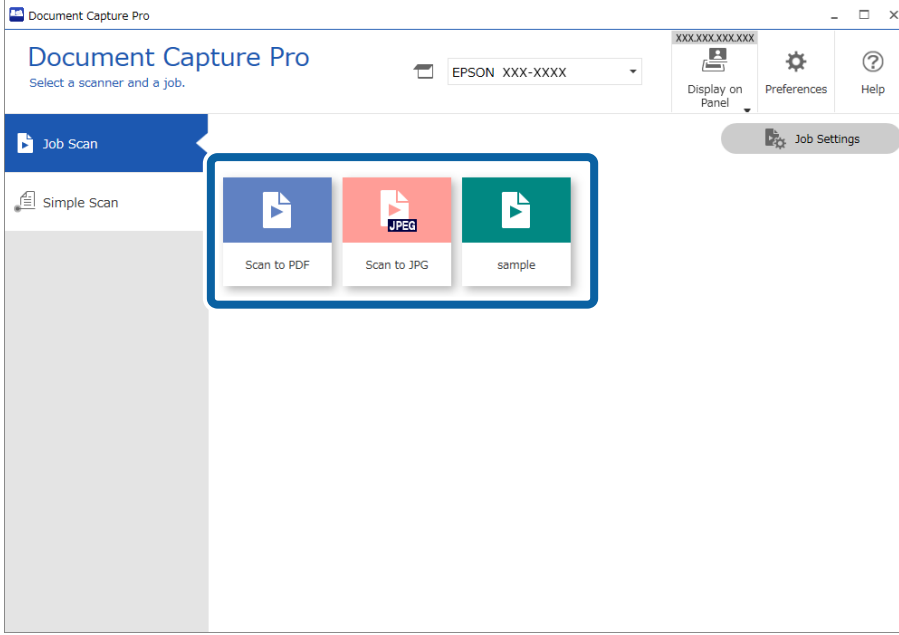 Document Capture Pro
Document Capture Pro
Select a scanner and a job.
EPSON XXX-XXXX
XXX.XXX.XXX.XXX
Display on
Panel
Preferences
Help
Job Scan
Job Settings
Simple Scan
JPEG
Scan to PDF
Scan to JPG
sample